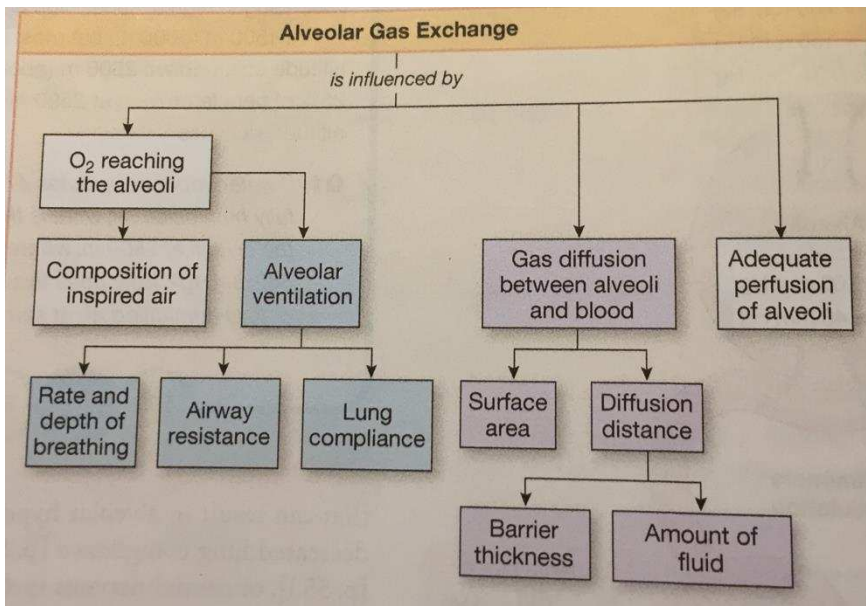 Alveolar Gas Exchange
is influenced by
O₂ reaching
the alveoli
Composition of
inspired air
Alveolar
ventilation
Gas diffusion
between alveoli
and blood
Adequate
perfusion
of alveoli
Rate and
depth of
breathing
Airway
resistance
Lung
compliance
Surface
area
Diffusion
distance
Barrier
thickness
Amount of
fluid